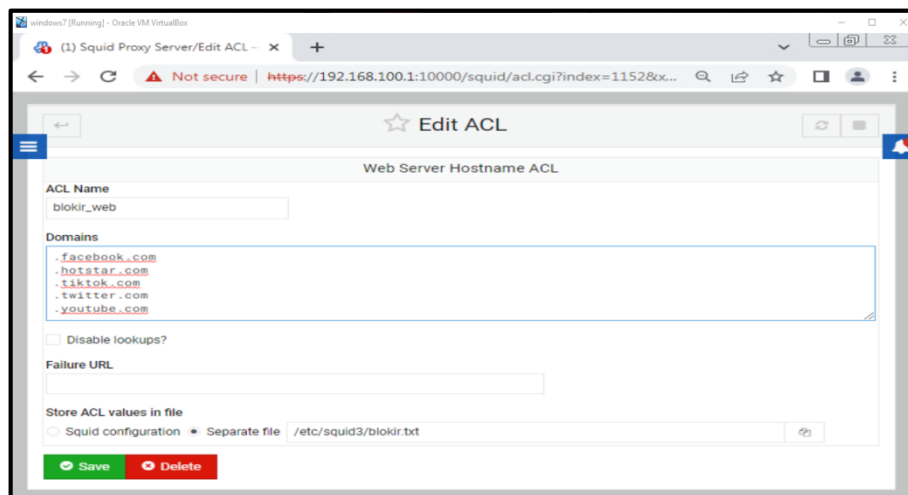 windows7 [Running] - Oracle VM VirtualBox
(1) Squid Proxy Server/Edit ACL –
Not secure | https://192.168.100.1:10000/squid/acl.cgi?index=1152&x...
Edit ACL
Web Server Hostname ACL
ACL Name
blokir_web
Domains
.facebook.com
.hotstar.com
.tiktok.com
.twitter.com
.youtube.com
Disable lookups?
Failure URL
Store ACL values in file
Squid configuration Separate file /etc/squid3/blokir.txt
Save Delete